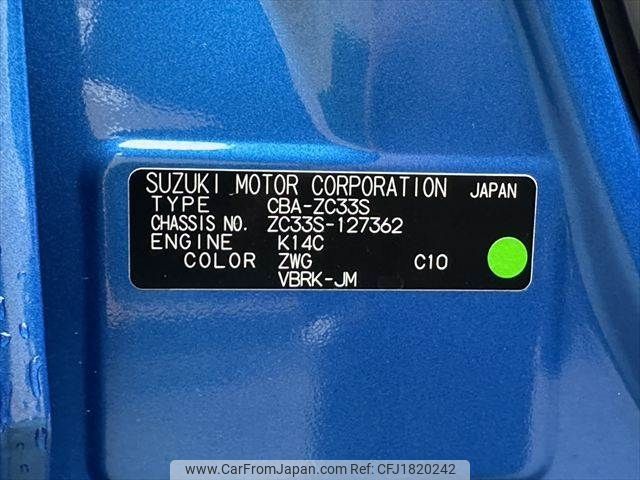 SUZUKI MOTOR CORPORATION JAPAN
TYPE CBA-ZC33S
CHASSIS NO. ZC33S-127362
ENGINE K14C
COLOR ZWG C10
VBRK-JM
www.CarFromJapan.com Ref No: CFJ1820242